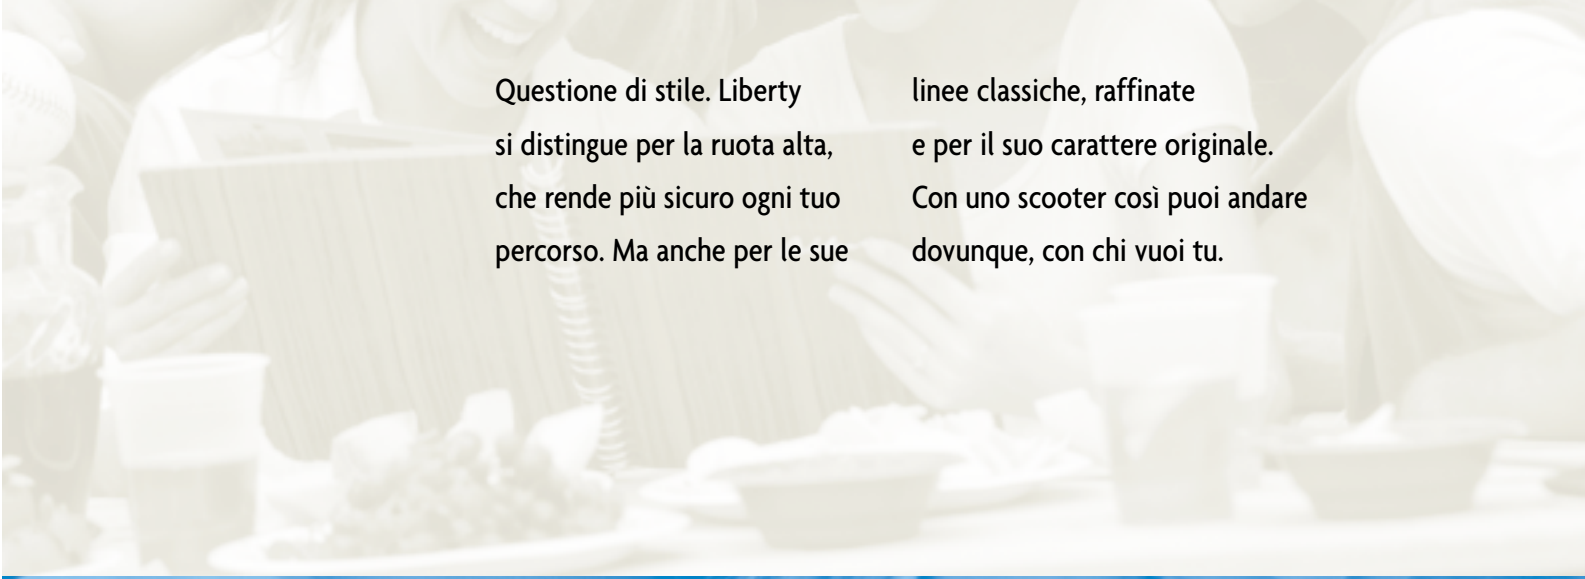 Questione di stile. Liberty
si distingue per la ruota alta,
che rende più sicuro ogni tuo
percorso. Ma anche per le sue
linee classiche, raffinate
e per il suo carattere originale.
Con uno scooter così puoi andare
dovunque, con chi vuoi tu.